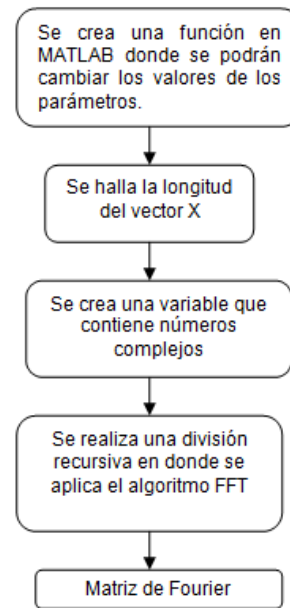 Se crea una función en
MATLAB donde se podrán
cambiar los valores de los
parámetros.
Se halla la longitud
del vector X
Se crea una variable que
contiene números
complejos
Se realiza una división
recursiva en donde se
aplica el algoritmo FFT
Matriz de Fourier